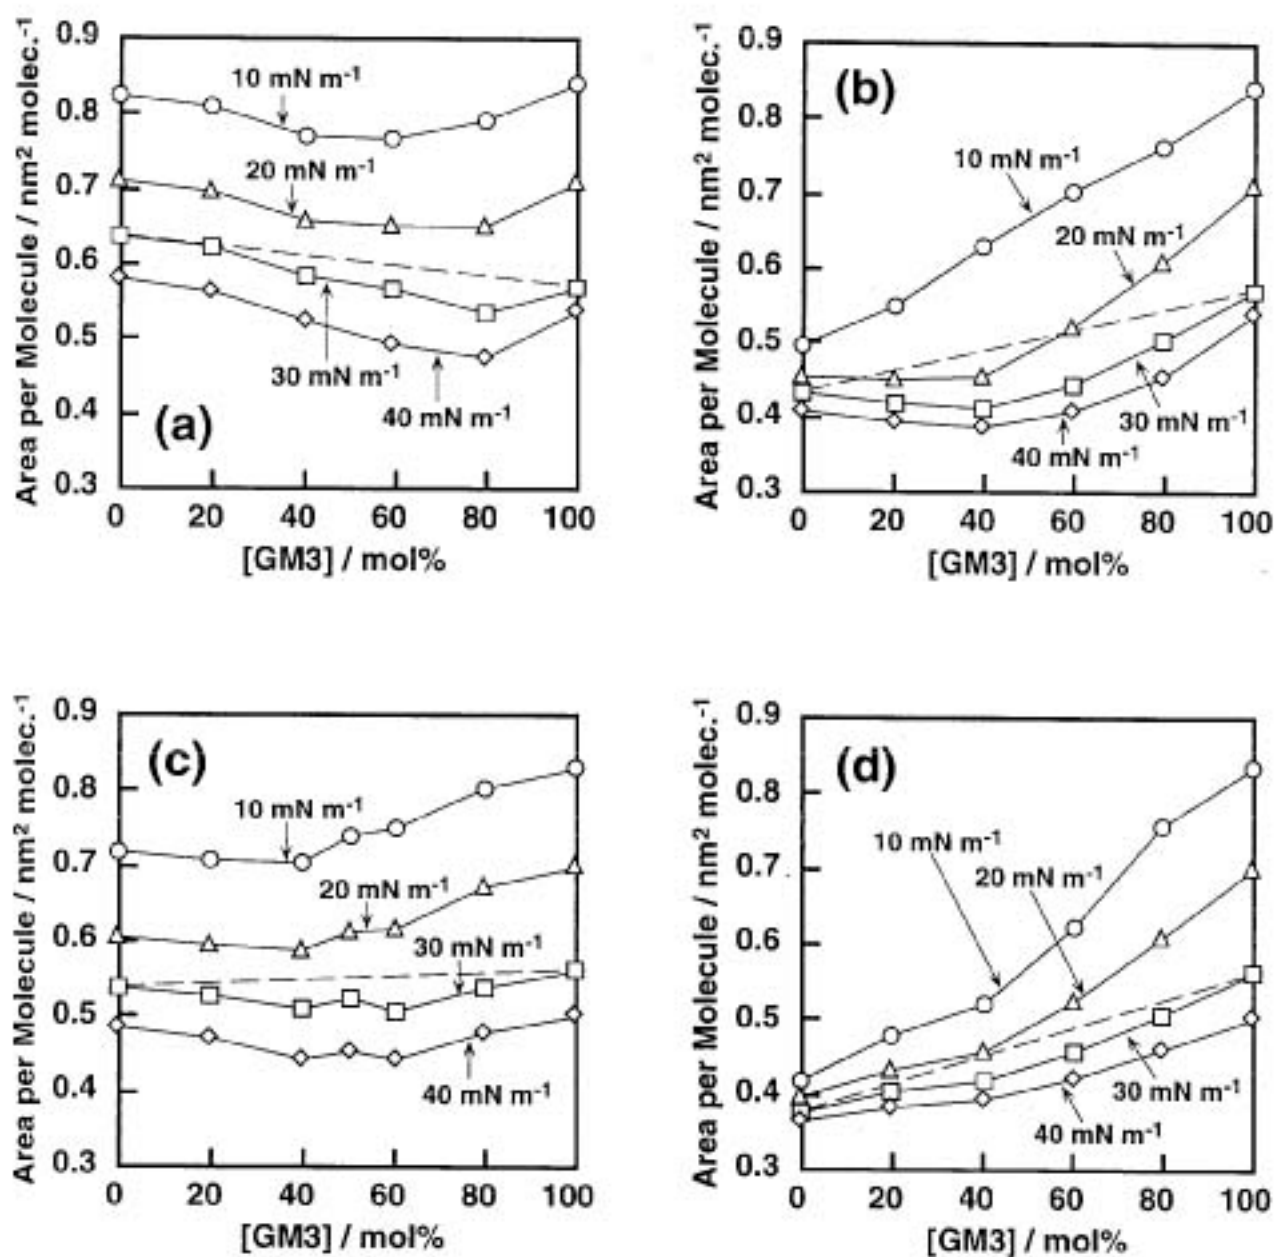 (a)
Area per Molecule / nm² molec.⁻¹
0.9
0.8
0.7
0.6
0.5
0.4
0.3
10 mN m⁻¹
20 mN m⁻¹
30 mN m⁻¹
40 mN m⁻¹
0 20 40 60 80 100
[GM3] / mol%
(b)
Area per Molecule / nm² molec.⁻¹
0.9
0.8
0.7
0.6
0.5
0.4
0.3
10 mN m⁻¹
20 mN m⁻¹
30 mN m⁻¹
40 mN m⁻¹
0 20 40 60 80 100
[GM3] / mol%
(c)
Area per Molecule / nm² molec.⁻¹
0.9
0.8
0.7
0.6
0.5
0.4
0.3
10 mN m⁻¹
20 mN m⁻¹
30 mN m⁻¹
40 mN m⁻¹
0 20 40 60 80 100
[GM3] / mol%
(d)
Area per Molecule / nm² molec.⁻¹
0.9
0.8
0.7
0.6
0.5
0.4
0.3
10 mN m⁻¹
20 mN m⁻¹
30 mN m⁻¹
40 mN m⁻¹
0 20 40 60 80 100
[GM3] / mol%